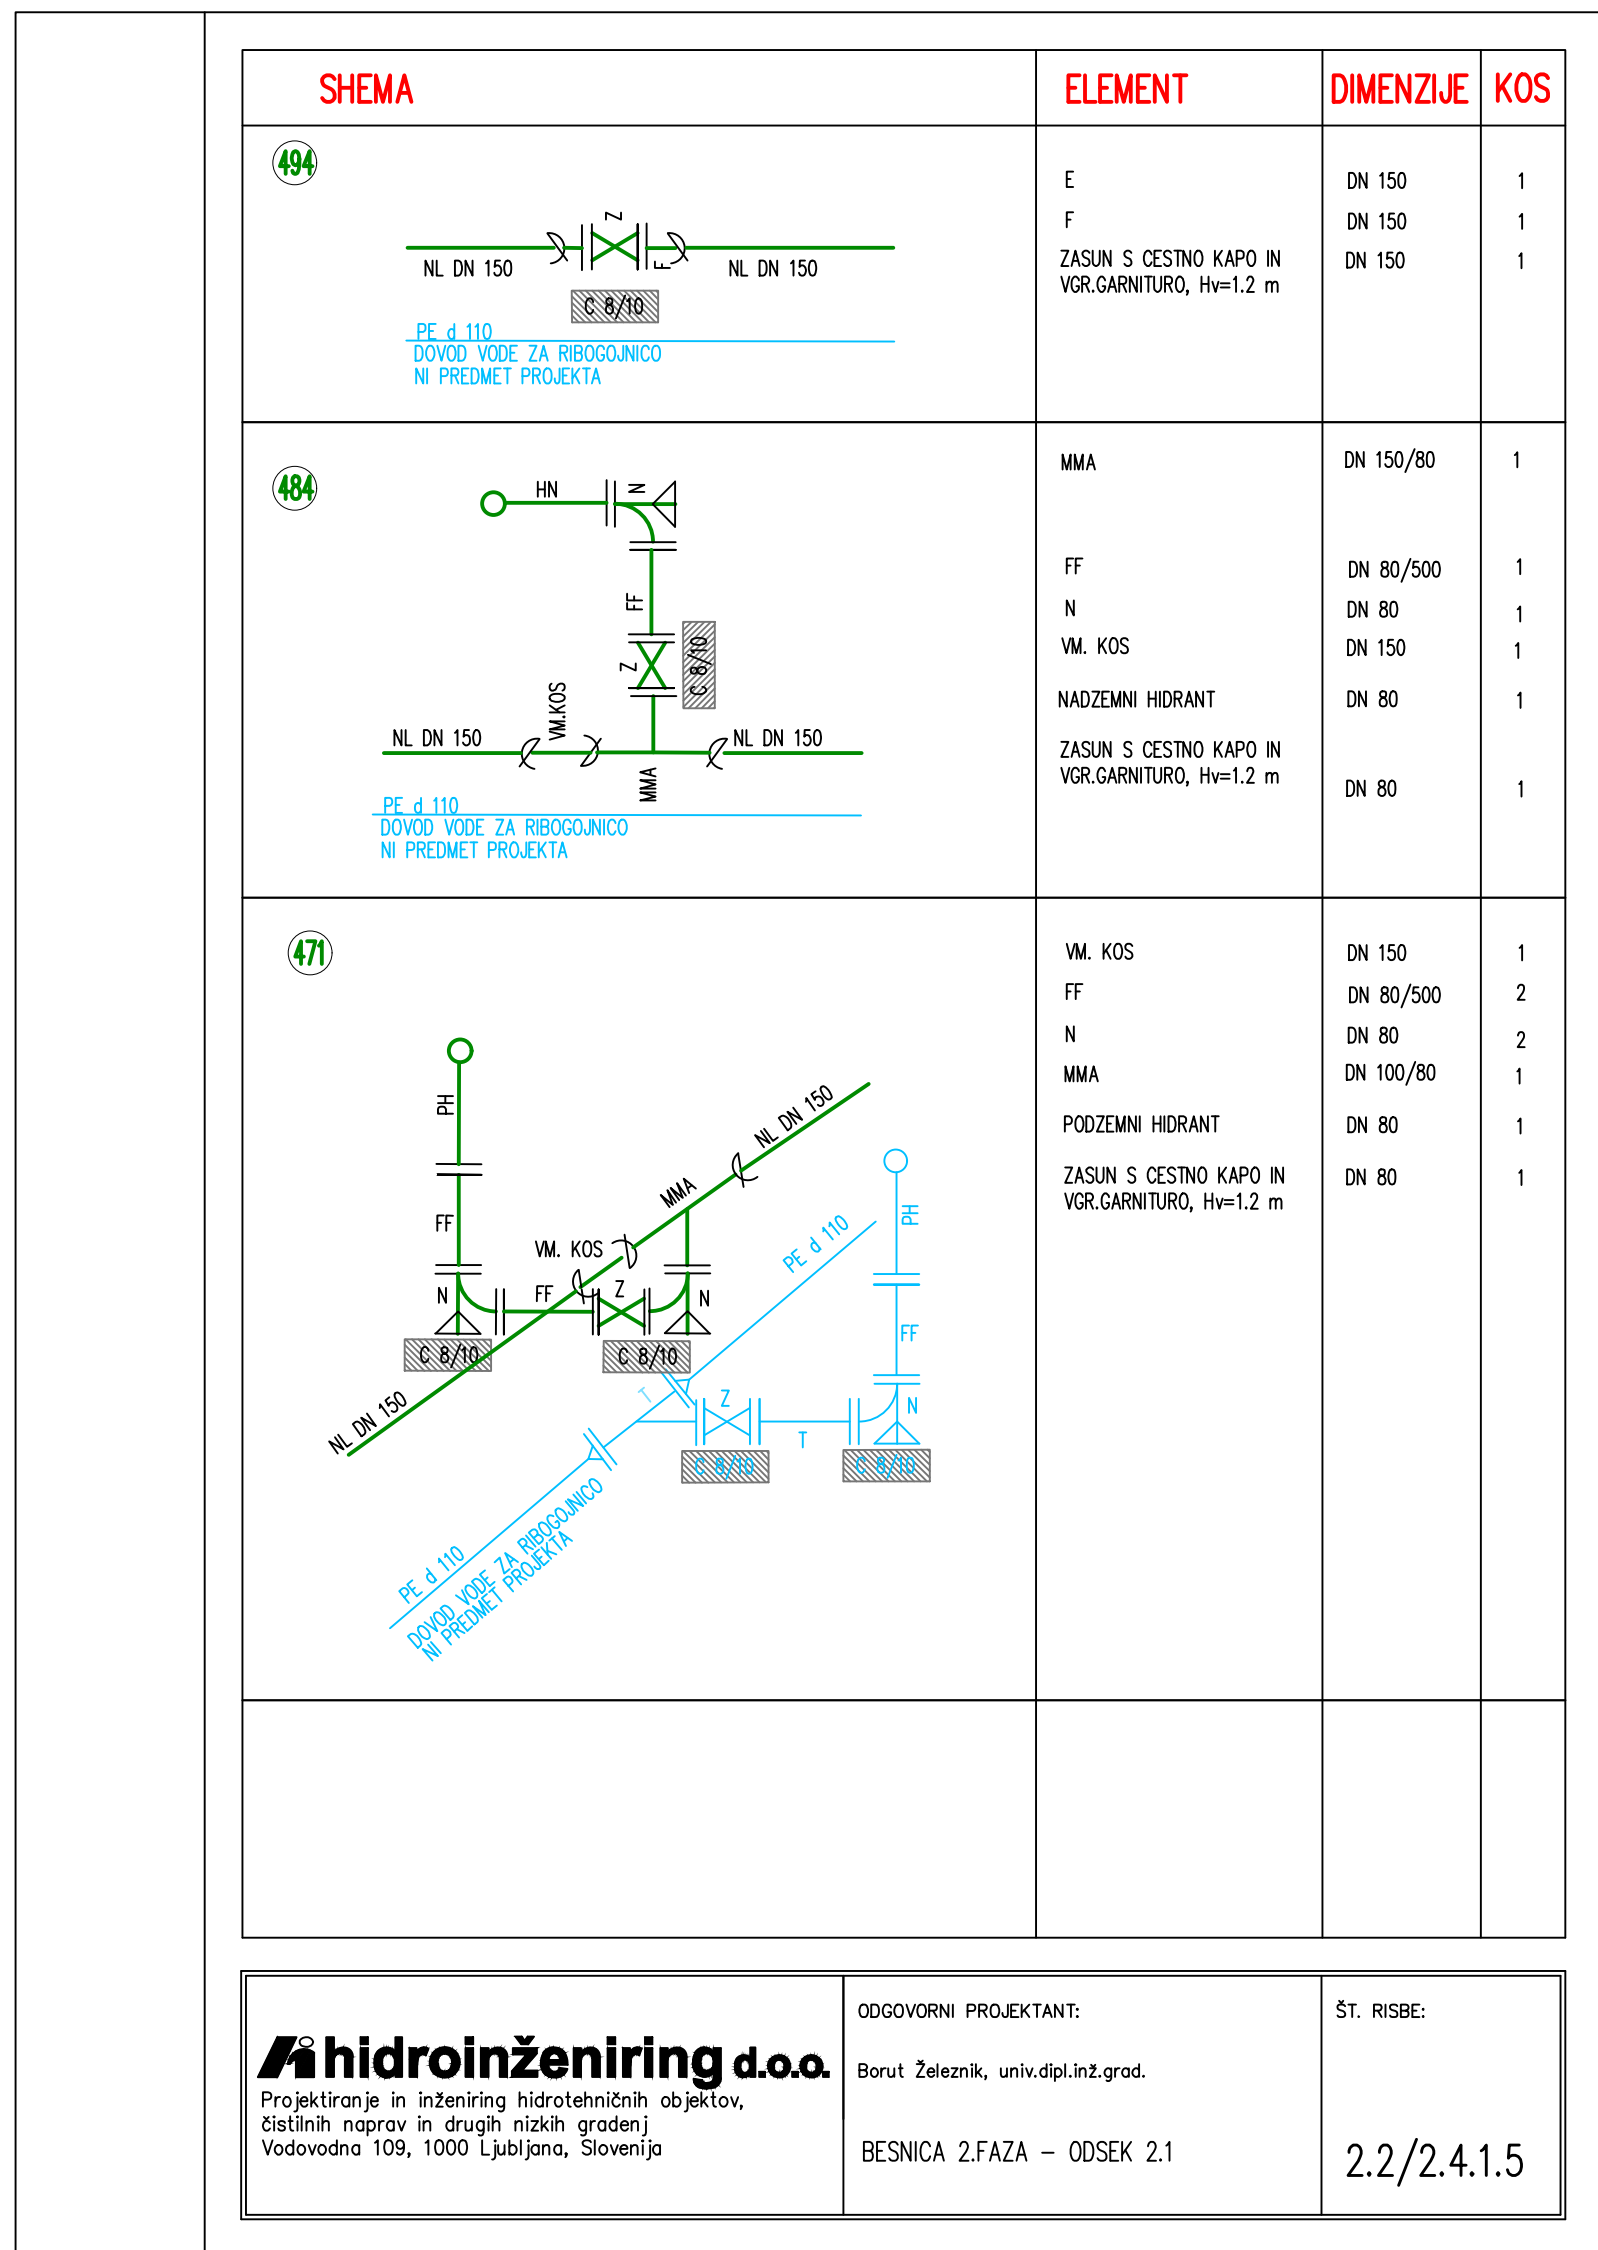 SHEMA ELEMENT DIMENZIJE KOS
494
Z
F
NL DN 150 NL DN 150
C 8/10
PE d 110
DOVOD VODE ZA RIBOGOJNICO
NI PREDMET PROJEKTA
E DN 150 1
F DN 150 1
ZASUN S CESTNO KAPO IN DN 150 1
VGR.GARNITURO, Hv=1.2 m
484
HN
N
FF
Z
C 8/10
VM.KOS
NL DN 150 NL DN 150
MMA
PE d 110
DOVOD VODE ZA RIBOGOJNICO
NI PREDMET PROJEKTA
MMA DN 150/80 1
FF DN 80/500 1
N DN 80 1
VM. KOS DN 150 1
NADZEMNI HIDRANT DN 80 1
ZASUN S CESTNO KAPO IN
VGR.GARNITURO, Hv=1.2 m
DN 80 1
471
PH
NL DN 150
MMA
FF
VM. KOS
PE d 110
PH
N
FF
Z
N
FF
C 8/10
C 8/10
NL DN 150
T
Z
N
T
C 8/10
C 8/10
PE d 110
DOVOD VODE ZA RIBOGOJNICO
NI PREDMET PROJEKTA
VM. KOS DN 150 1
FF DN 80/500 2
N DN 80 2
MMA DN 100/80 1
PODZEMNI HIDRANT DN 80 1
ZASUN S CESTNO KAPO IN DN 80 1
VGR.GARNITURO, Hv=1.2 m
hidroinženiring d.o.o.
Projektiranje in inženiring hidrotehničnih objektov,
čistilnih naprav in drugih nizkih gradenj
Vodovodna 109, 1000 Ljubljana, Slovenija
ODGOVORNI PROJEKTANT:
Borut Železnik, univ.dipl.inž.grad.
BESNICA 2.FAZA – ODSEK 2.1
ŠT. RISBE:
2.2/2.4.1.5